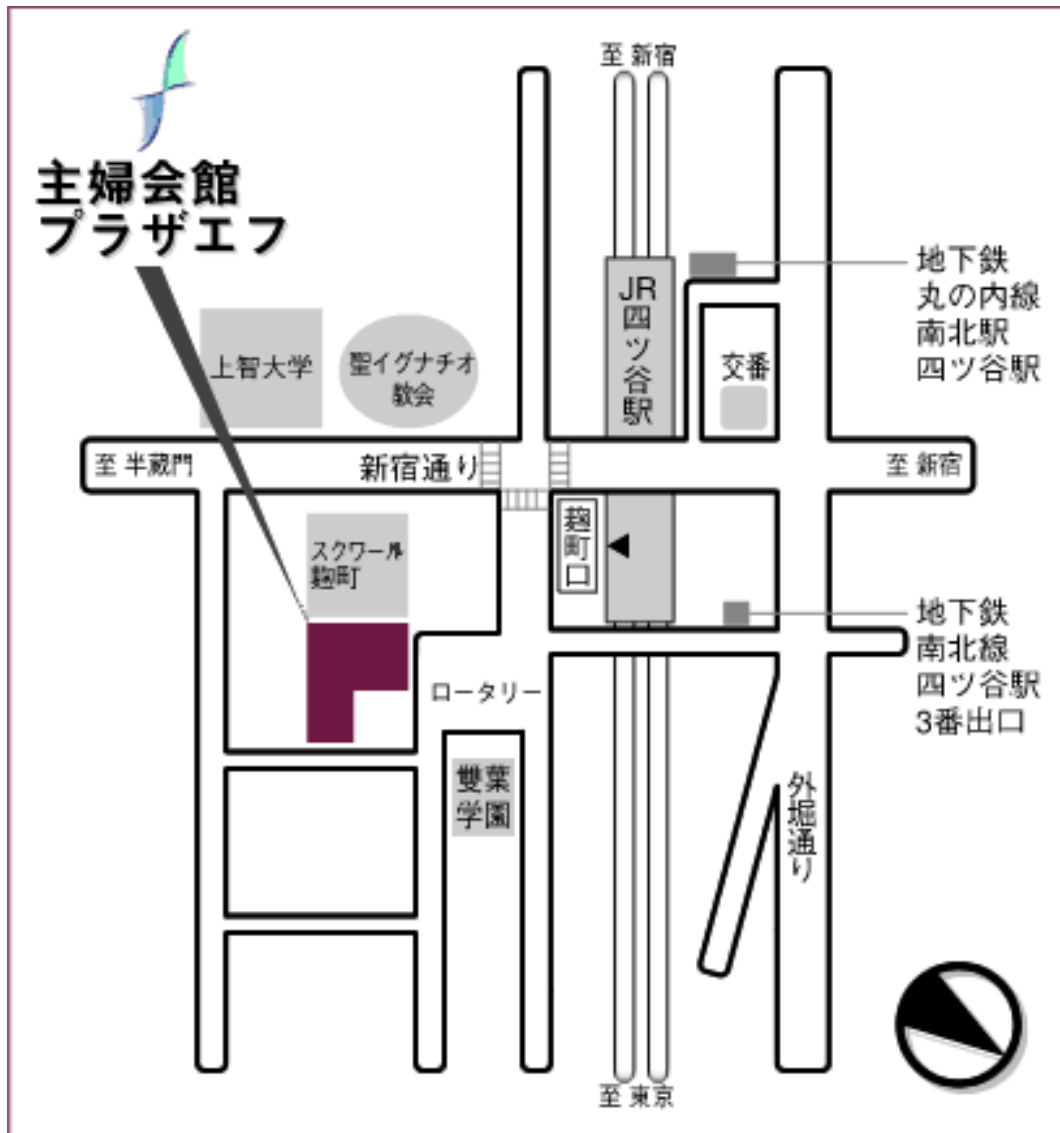 至 新宿
主婦会館
プラザエフ
地下鉄
丸の内線
南北駅
四ツ谷駅
JR四ツ谷駅
上智大学
聖イグナチオ
教会
交番
至 半蔵門
新宿通り
至 新宿
麹町口
スクワール
麹町
地下鉄
南北線
四ツ谷駅
3番出口
ロータリー
雙葉
学園
外堀通り
至 東京